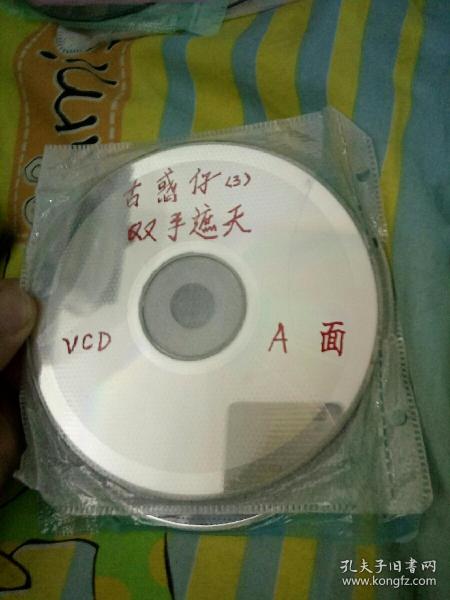 古惑仔(3)
双手遮天
VCD
A 面
孔夫子旧书网
www.kongfz.com